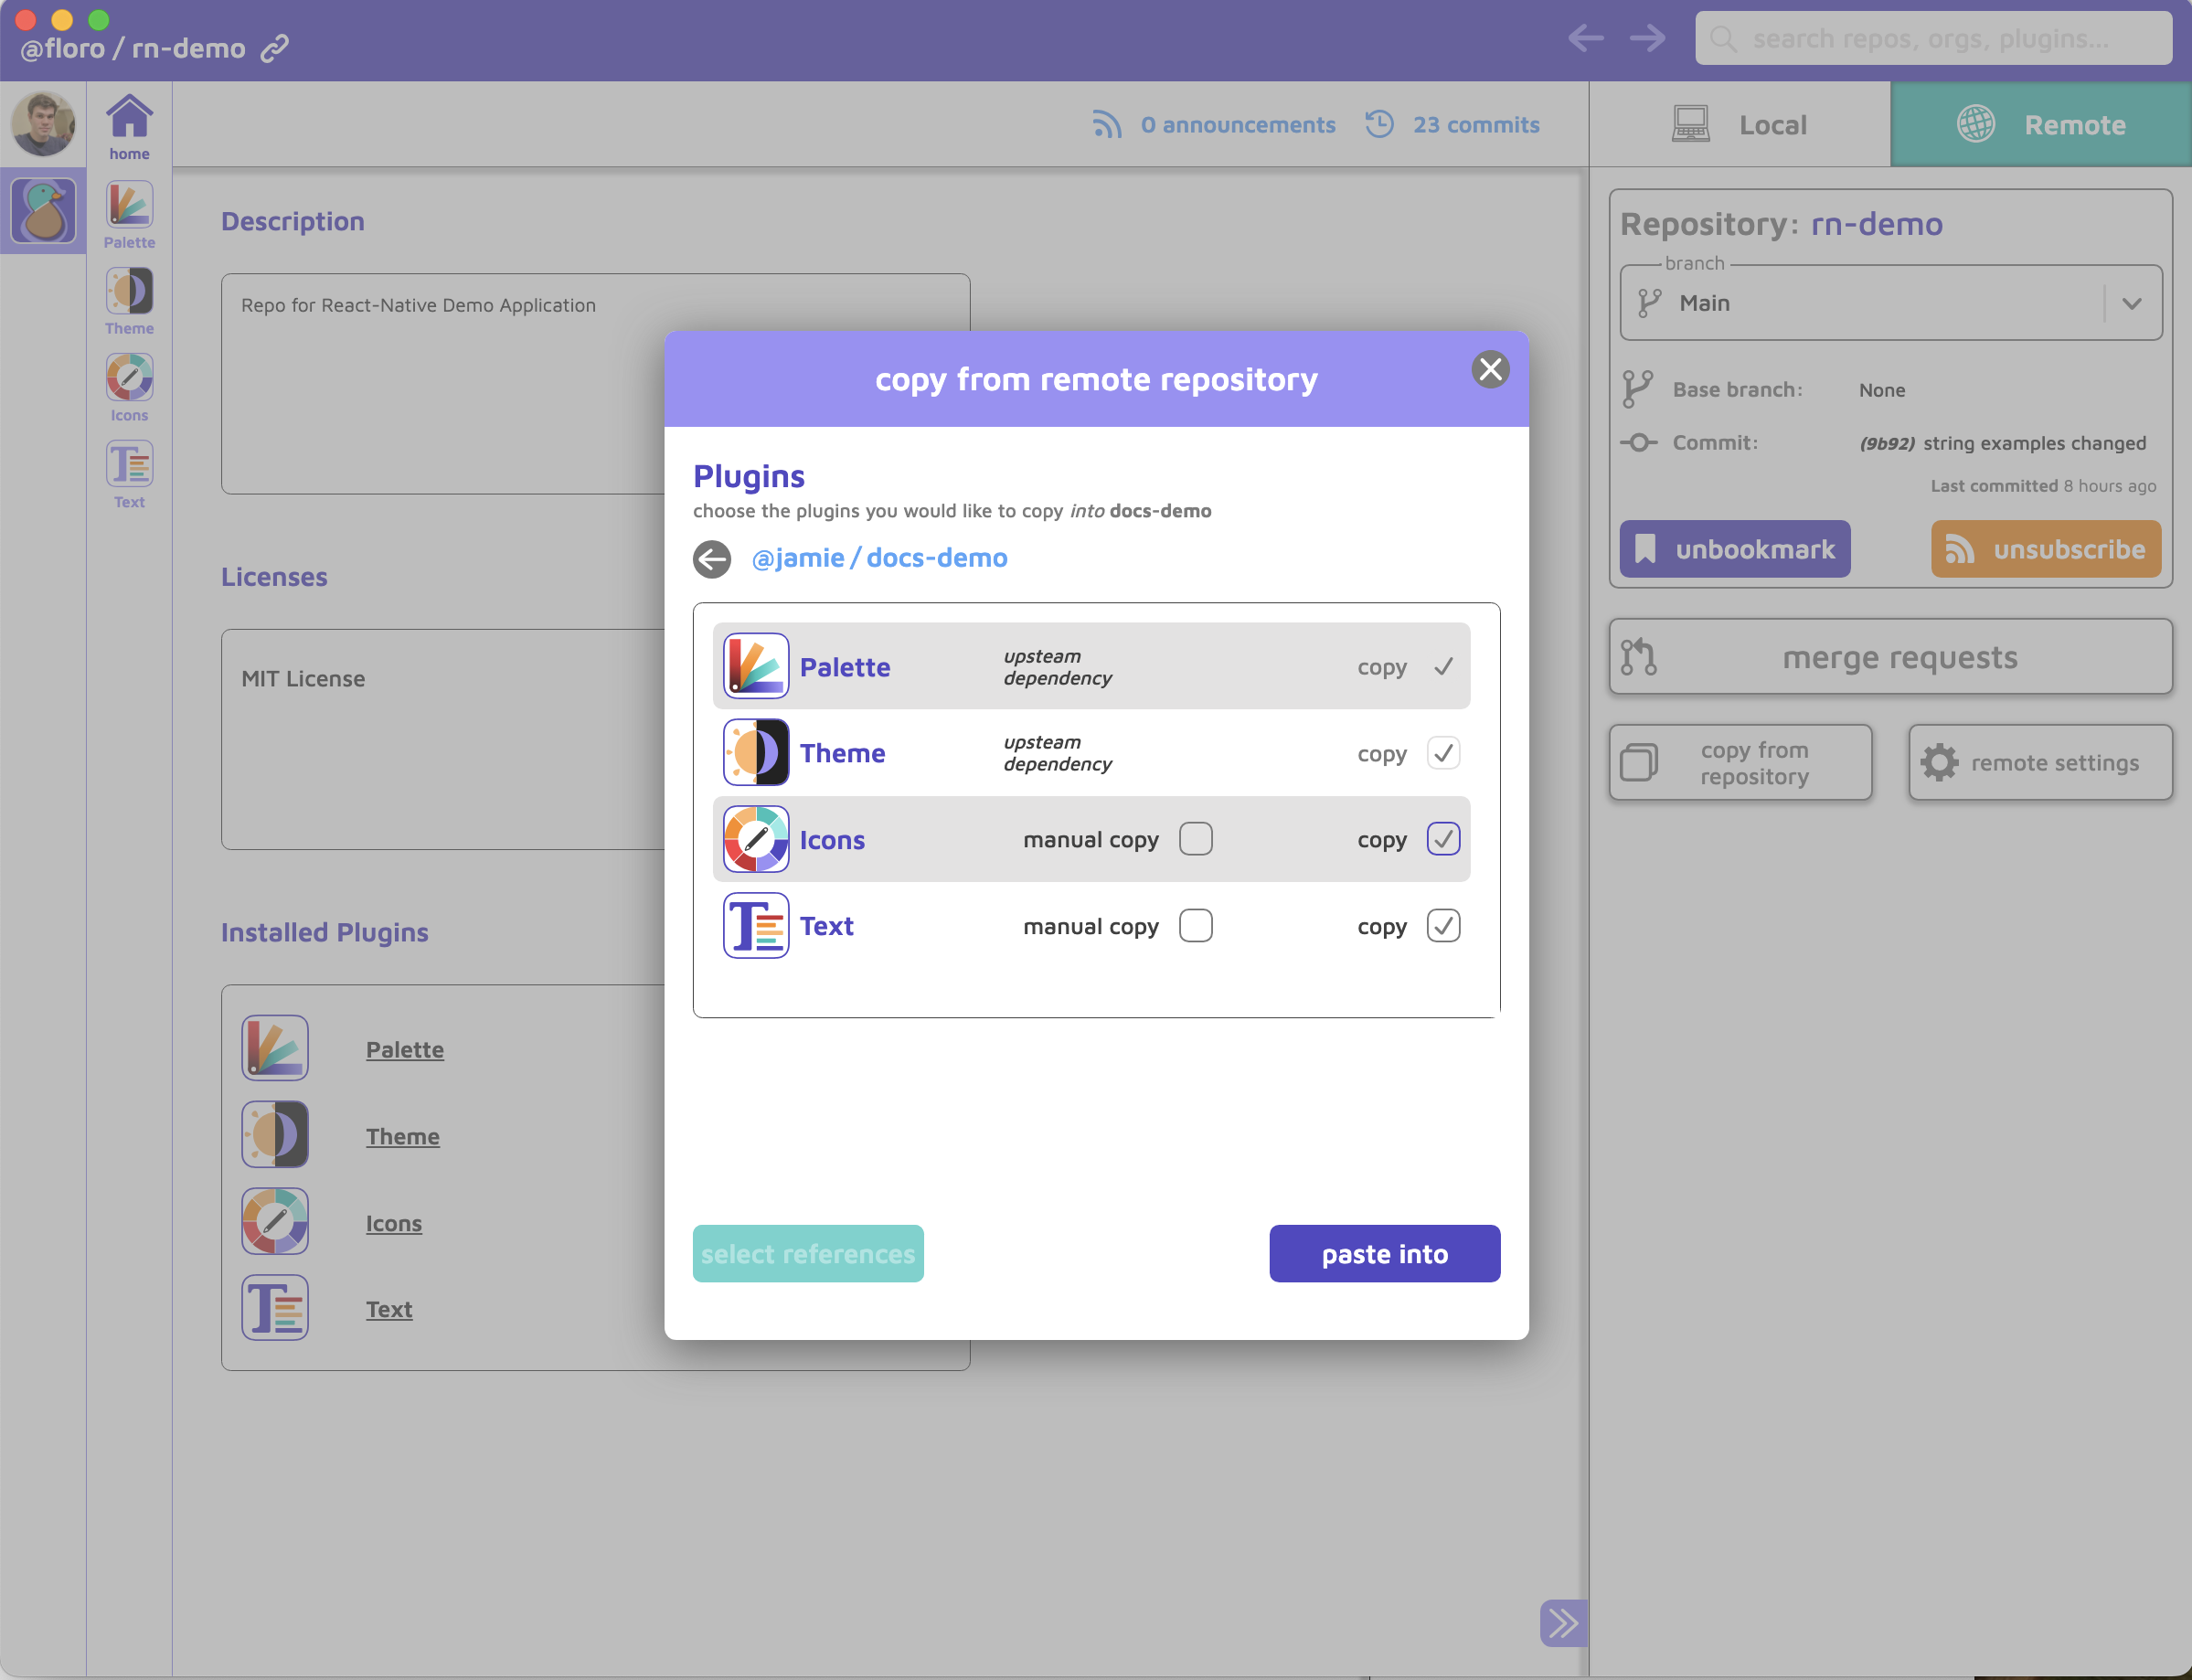 @floro / rn-demo
search repos, orgs, plugins...
home
Palette
Theme
Icons
Text
0 announcements
23 commits
Local
Remote
Description
Repo for React-Native Demo Application
Licenses
MIT License
Installed Plugins
Palette
Theme
Icons
Text
copy from remote repository
Plugins
choose the plugins you would like to copy into docs-demo
@jamie / docs-demo
Palette
upsteam
dependency
copy
Theme
upsteam
dependency
copy
Icons
manual copy
copy
Text
manual copy
copy
select references
paste into
Repository: rn-demo
branch
Main
Base branch: None
Commit: (9b92) string examples changed
Last committed 8 hours ago
unbookmark
unsubscribe
merge requests
copy from
repository
remote settings